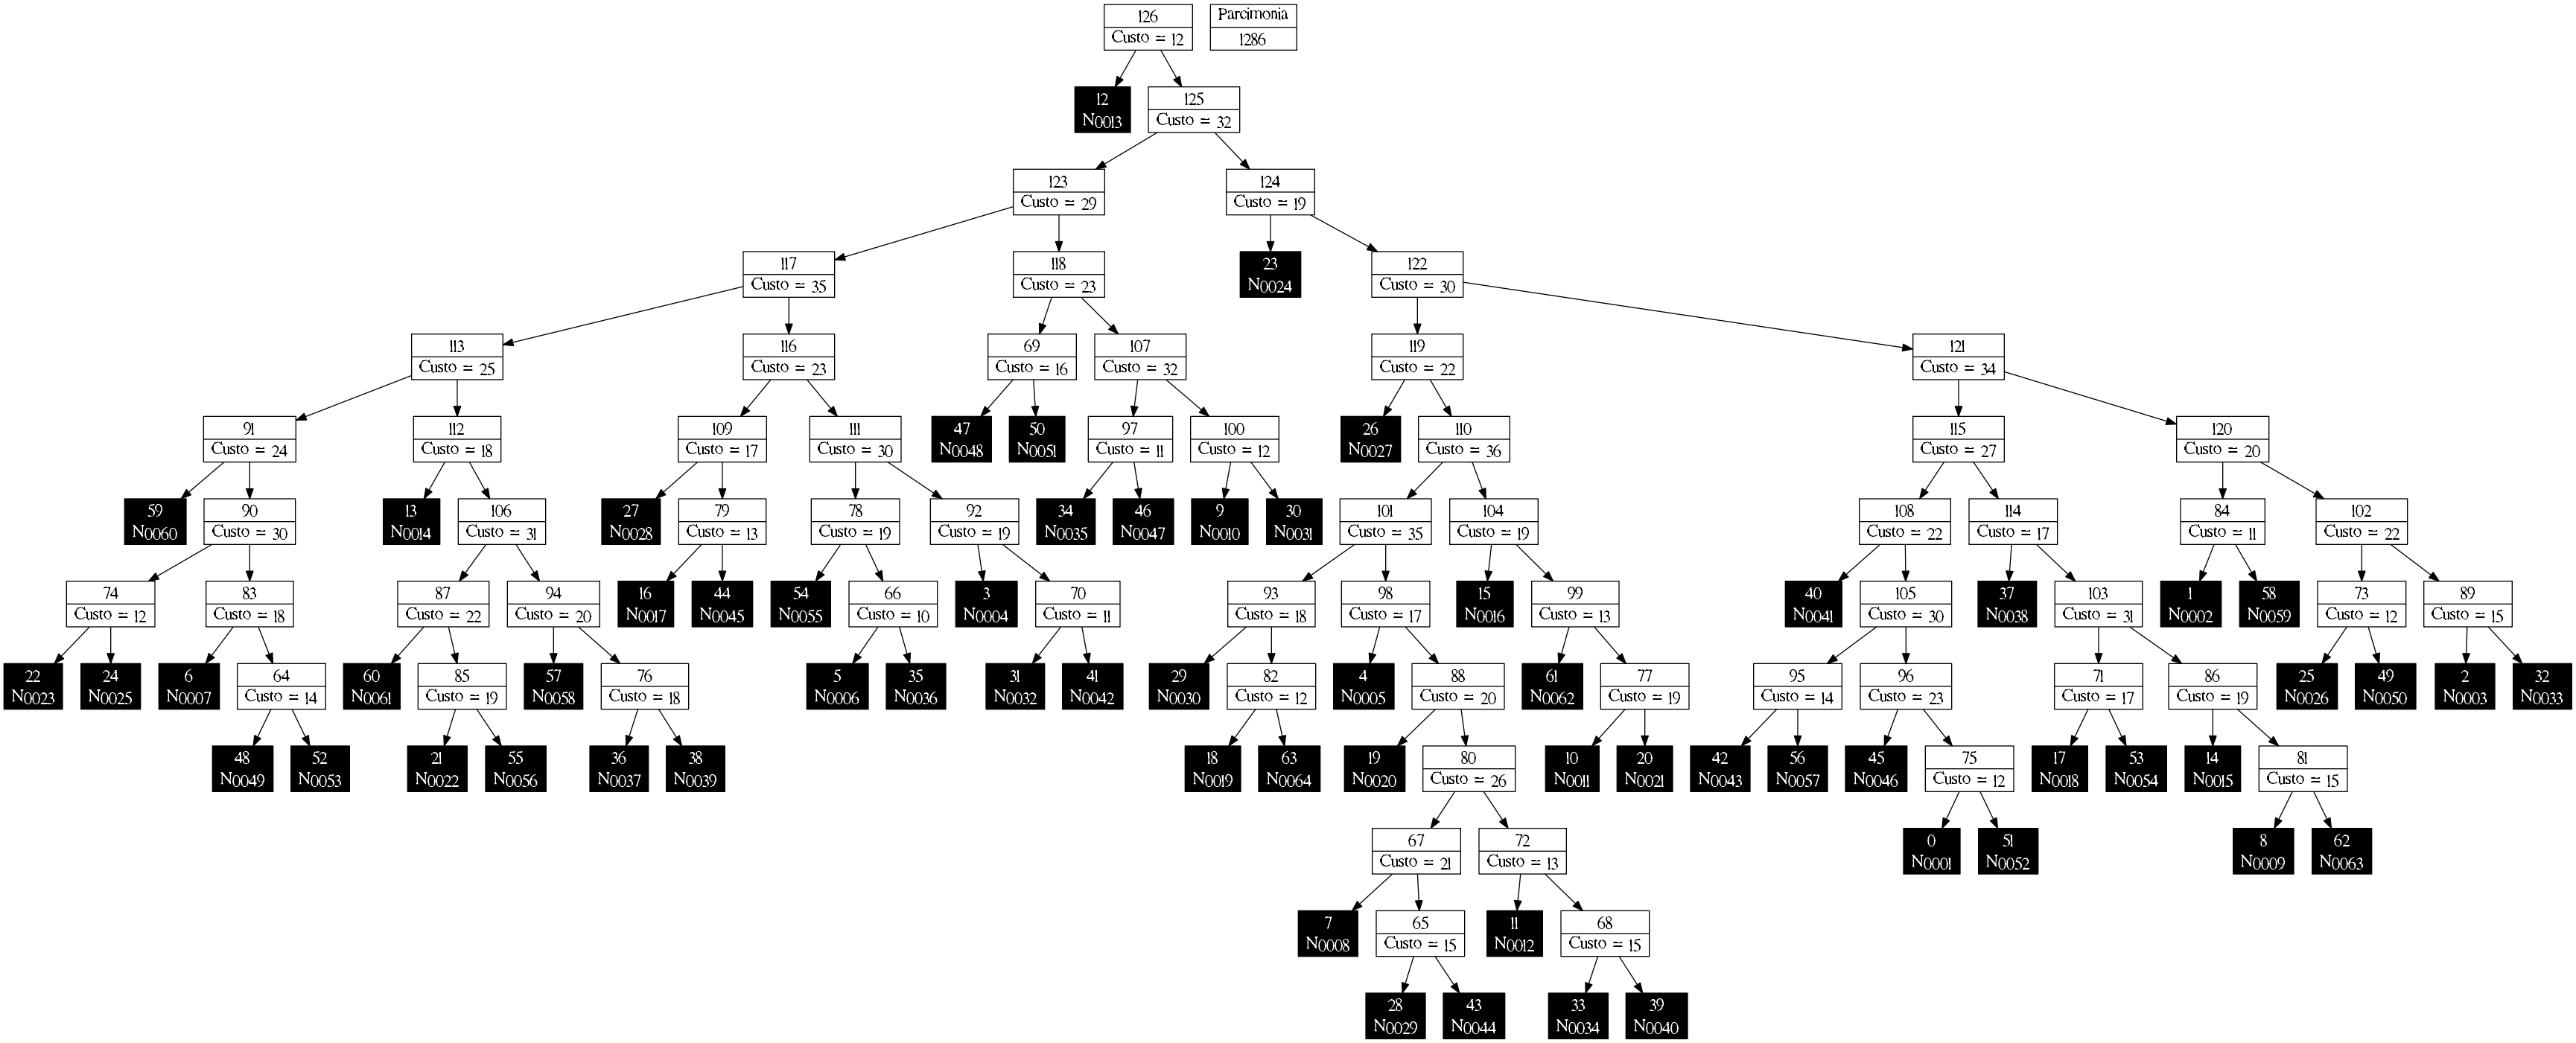 126
Custo = 12
Parcimonia
1286
12
N0013
125
Custo = 32
123
Custo = 29
124
Custo = 19
117
Custo = 35
118
Custo = 23
23
N0024
122
Custo = 30
113
Custo = 25
116
Custo = 23
69
Custo = 16
107
Custo = 32
119
Custo = 22
121
Custo = 34
91
Custo = 24
112
Custo = 18
109
Custo = 17
111
Custo = 30
47
N0048
50
N0051
97
Custo = 11
100
Custo = 12
26
N0027
110
Custo = 36
115
Custo = 27
120
Custo = 20
59
N0060
90
Custo = 30
13
N0014
106
Custo = 31
27
N0028
79
Custo = 13
78
Custo = 19
92
Custo = 19
34
N0035
46
N0047
9
N0010
30
N0031
101
Custo = 35
104
Custo = 19
108
Custo = 22
114
Custo = 17
84
Custo = 11
102
Custo = 22
74
Custo = 12
83
Custo = 18
87
Custo = 22
94
Custo = 20
16
N0017
44
N0045
54
N0055
66
Custo = 10
3
N0004
70
Custo = 11
93
Custo = 18
98
Custo = 17
15
N0016
99
Custo = 13
40
N0041
105
Custo = 30
37
N0038
103
Custo = 31
1
N0002
58
N0059
73
Custo = 12
89
Custo = 15
22
N0023
24
N0025
6
N0007
64
Custo = 14
60
N0061
85
Custo = 19
57
N0058
76
Custo = 18
5
N0006
35
N0036
31
N0032
41
N0042
29
N0030
82
Custo = 12
4
N0005
88
Custo = 20
61
N0062
77
Custo = 19
95
Custo = 14
96
Custo = 23
71
Custo = 17
86
Custo = 19
25
N0026
49
N0050
2
N0003
32
N0033
48
N0049
52
N0053
21
N0022
55
N0056
36
N0037
38
N0039
18
N0019
63
N0064
19
N0020
80
Custo = 26
10
N0011
20
N0021
42
N0043
56
N0057
45
N0046
75
Custo = 12
17
N0018
53
N0054
14
N0015
81
Custo = 15
67
Custo = 21
72
Custo = 13
0
N0001
51
N0052
8
N0009
62
N0063
7
N0008
65
Custo = 15
11
N0012
68
Custo = 15
28
N0029
43
N0044
33
N0034
39
N0040